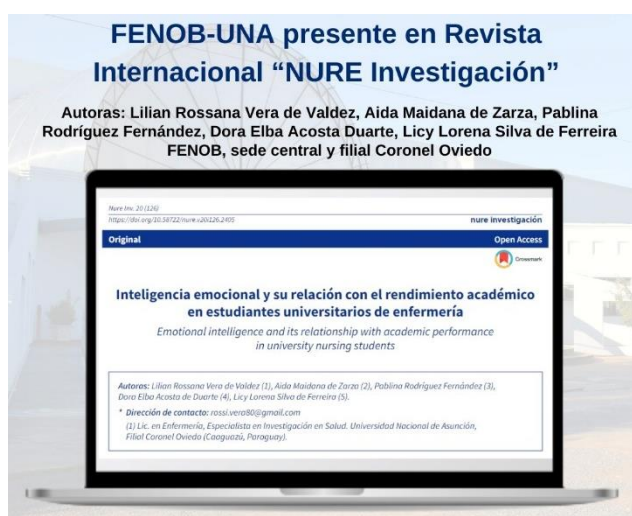 FENOB-UNA presente en Revista
Internacional “NURE Investigación”
Autoras: Lilian Rossana Vera de Valdez, Aida Maidana de Zarza, Pablina
Rodríguez Fernández, Dora Elba Acosta Duarte, Licy Lorena Silva de Ferreira
FENOB, sede central y filial Coronel Oviedo
Nure Inv. 20 (126)
https://doi.org/10.58722/nure.v20i126.2405
nure investigación
Original
Open Access
Crossmark
Inteligencia emocional y su relación con el rendimiento académico
en estudiantes universitarios de enfermería
Emotional intelligence and its relationship with academic performance
in university nursing students
Autoras: Lilian Rossana Vera de Valdez (1), Aida Maidana de Zarza (2), Pablina Rodríguez Fernández (3),
Dora Elba Acosta de Duarte (4), Licy Lorena Silva de Ferreira (5).
* Dirección de contacto: rossi.vera80@gmail.com
(1) Lic. en Enfermería, Especialista en Investigación en Salud. Universidad Nacional de Asunción,
Filial Coronel Oviedo (Caaguazú, Paraguay).